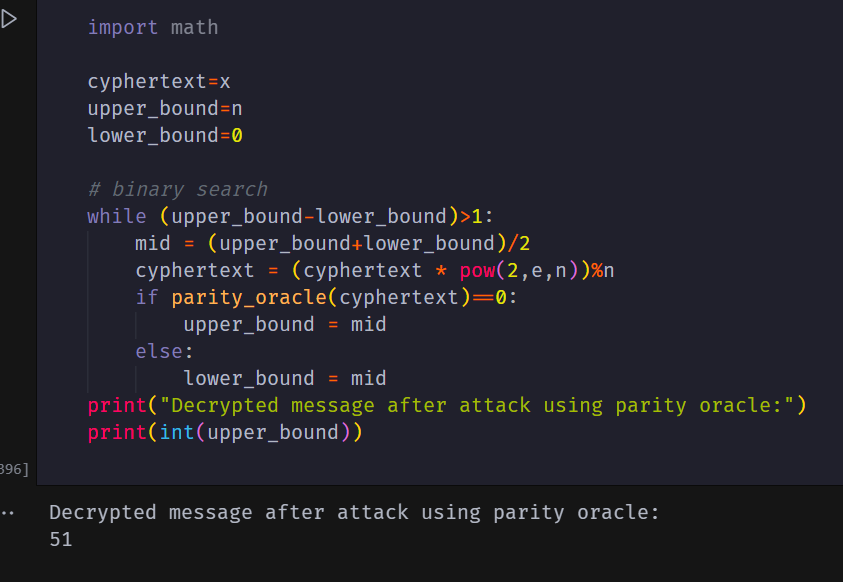 import math
cyphertext=x
upper_bound=n
lower_bound=0
# binary search
while (upper_bound-lower_bound)>1:
    mid = (upper_bound+lower_bound)/2
    cyphertext = (cyphertext * pow(2,e,n))%n
    if parity_oracle(cyphertext)==0:
        upper_bound = mid
    else:
        lower_bound = mid
print("Decrypted message after attack using parity oracle:")
print(int(upper_bound))
396]
Decrypted message after attack using parity oracle:
51